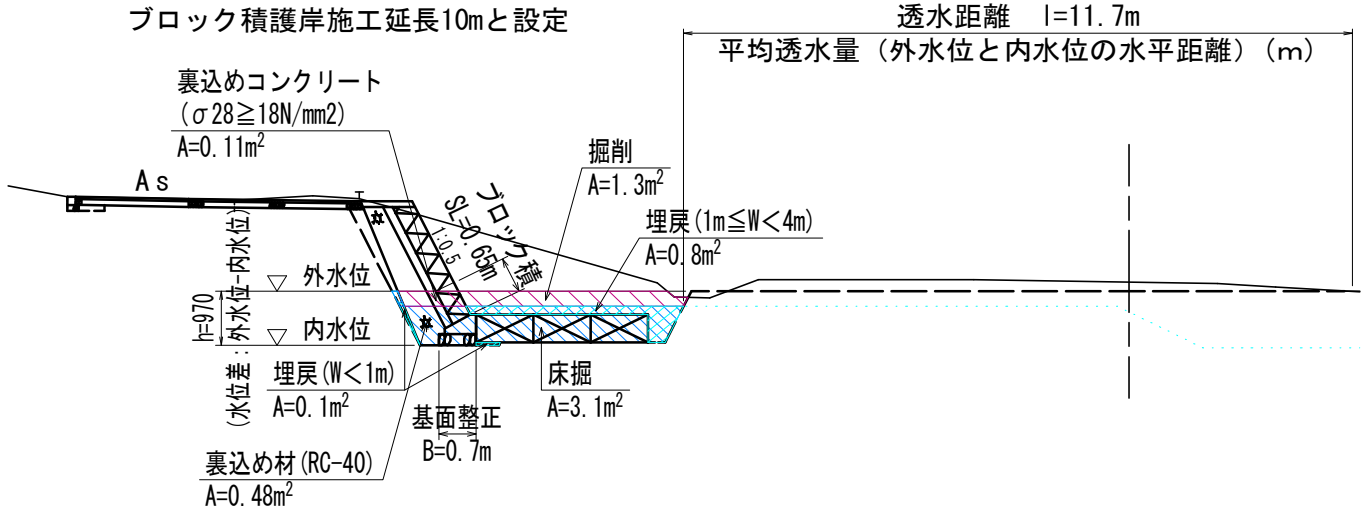 ブロック積護岸施工延長10mと設定
透水距離 l=11.7m
平均透水量(外水位と内水位の水平距離)(m)
裏込めコンクリート
(σ28≧18N/mm2)
A=0.11m²
掘削
A=1.3m²
As
ブロック積
SL=0.65m
1:0.5
埋戻(1m≦W<4m)
A=0.8m²
外水位
内水位
h=970
(水位差:外水位-内水位)
埋戻(W<1m)
A=0.1m²
床掘
A=3.1m²
基面整正
B=0.7m
裏込め材(RC-40)
A=0.48m²